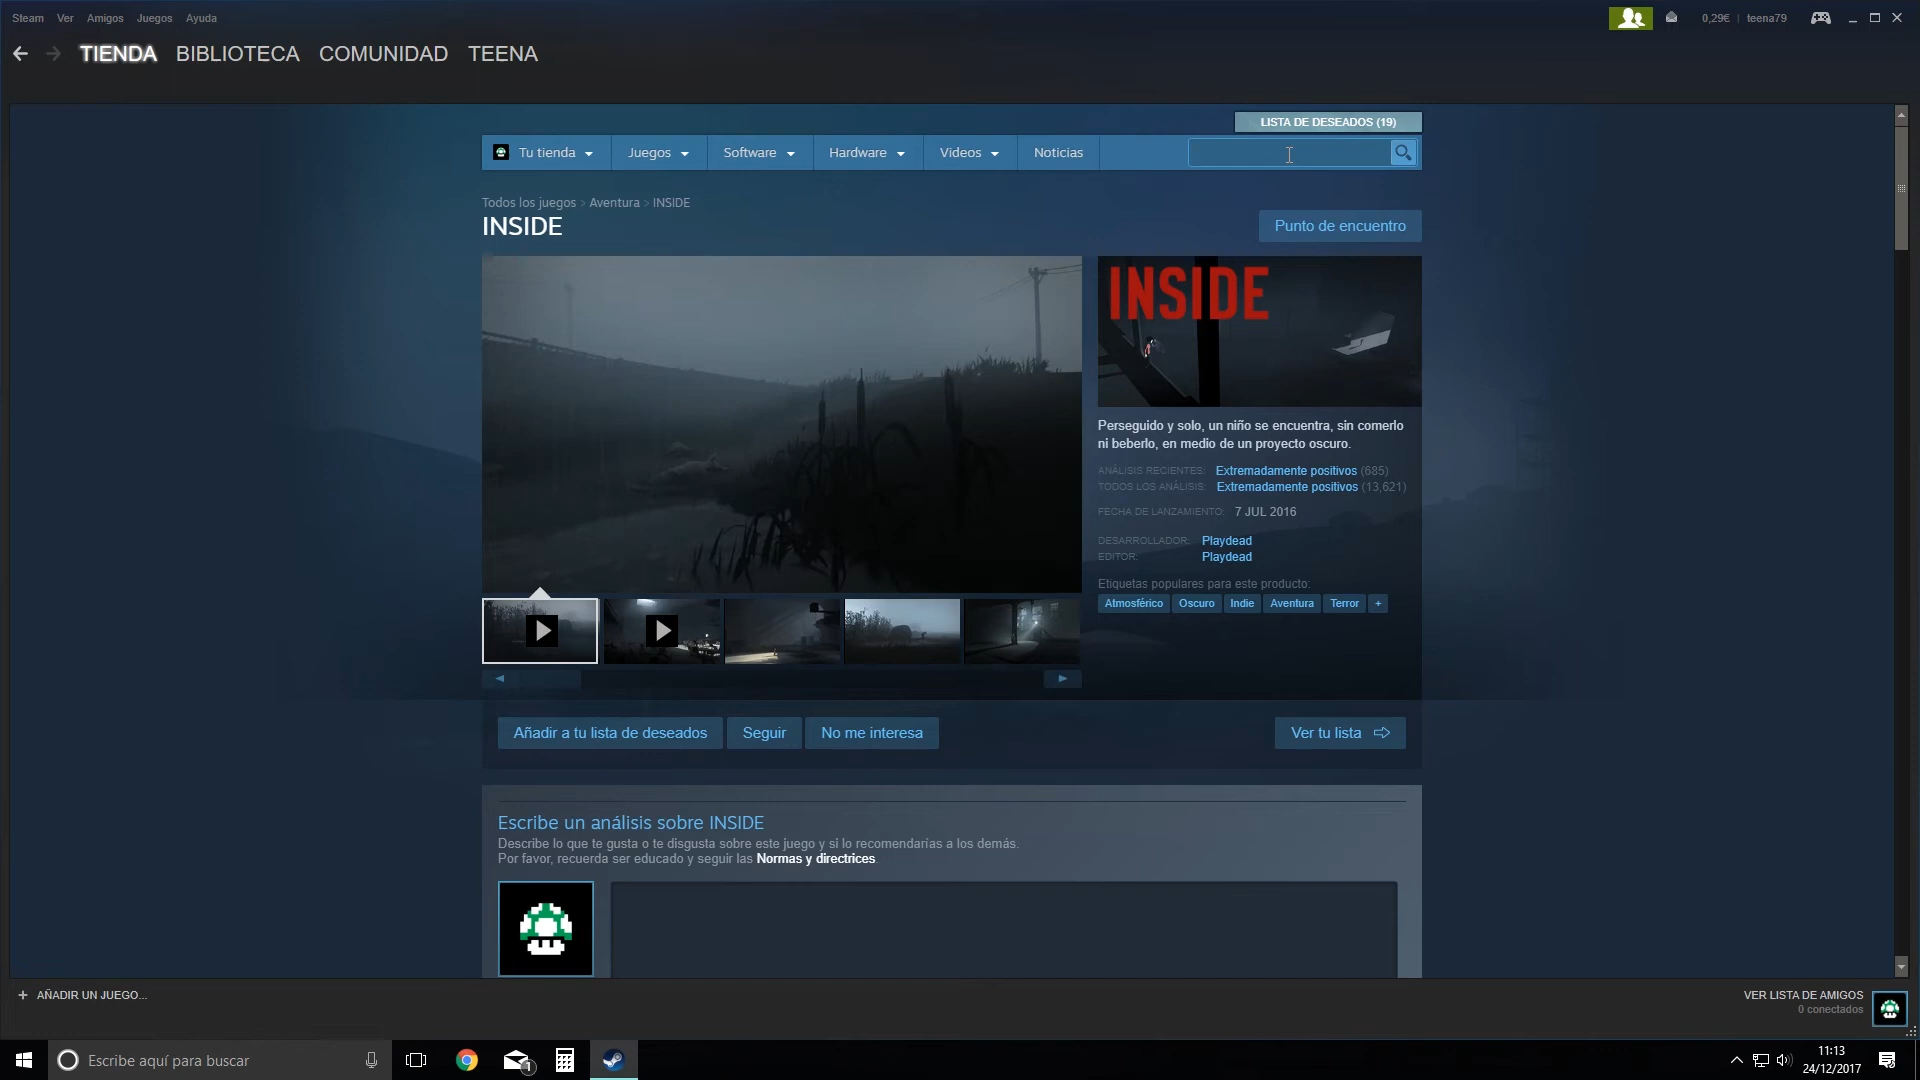 Steam Ver Amigos Juegos Ayuda
0,29€ | teena79
TIENDA BIBLIOTECA COMUNIDAD TEENA
LISTA DE DESEADOS (19)
Tu tienda Juegos Software Hardware Videos Noticias
Todos los juegos > Aventura > INSIDE
INSIDE
Punto de encuentro
INSIDE
Perseguido y solo, un niño se encuentra, sin comerlo
ni beberlo, en medio de un proyecto oscuro.
ANÁLISIS RECIENTES: Extremadamente positivos (685)
TODOS LOS ANÁLISIS: Extremadamente positivos (13,621)
FECHA DE LANZAMIENTO: 7 JUL 2016
DESARROLLADOR: Playdead
EDITOR: Playdead
Etiquetas populares para este producto:
Atmosférico Oscuro Indie Aventura Terror +
Añadir a tu lista de deseados Seguir No me interesa Ver tu lista
Escribe un análisis sobre INSIDE
Describe lo que te gusta o te disgusta sobre este juego y si lo recomendarías a los demás.
Por favor, recuerda ser educado y seguir las Normas y directrices.
+ AÑADIR UN JUEGO...
VER LISTA DE AMIGOS
0 conectados
Escribe aquí para buscar
1
11:13
24/12/2017